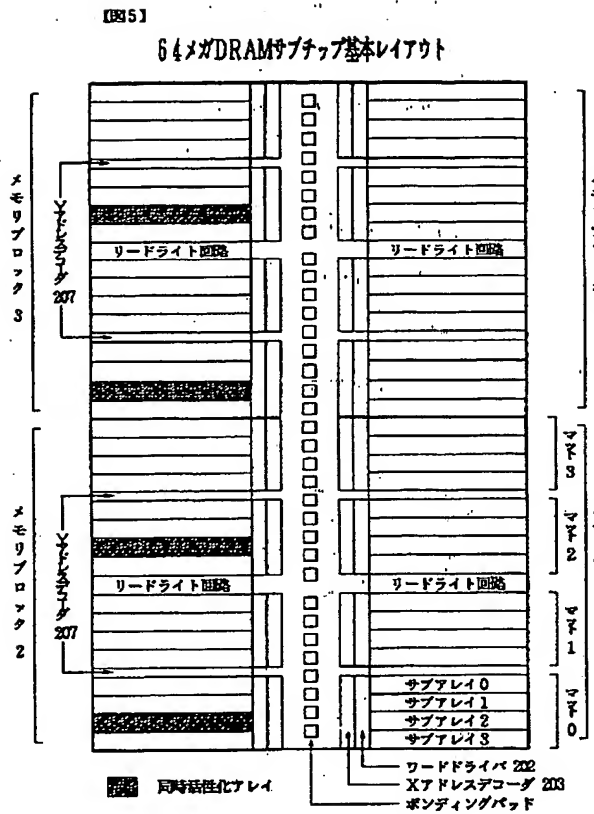 【図5】
64メガDRAMサブチップ基本レイアウト
メモリブロック 3
Yアドレスデコーダ 207
リードライト回路
リードライト回路
メモリブロック 2
Yアドレスデコーダ 207
リードライト回路
リードライト回路
マット3
マット2
マット1
マット0
サブアレイ0
サブアレイ1
サブアレイ2
サブアレイ3
ワードドライバ 202
Xアドレスデコーダ 203
ボンディングパッド
同時活性化アレイ